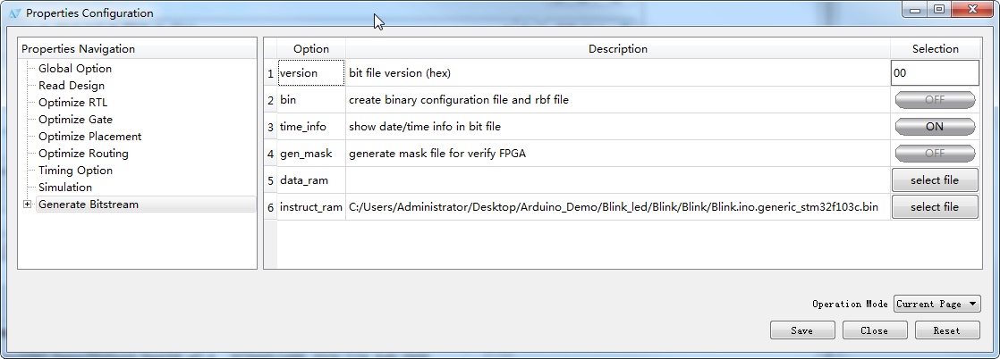 Properties Configuration
Properties Navigation
Global Option
Read Design
Optimize RTL
Optimize Gate
Optimize Placement
Optimize Routing
Timing Option
Simulation
Generate Bitstream
Option Description Selection
1 version bit file version (hex) 00
2 bin create binary configuration file and rbf file OFF
3 time_info show date/time info in bit file ON
4 gen_mask generate mask file for verify FPGA OFF
5 data_ram select file
6 instruct_ram C:/Users/Administrator/Desktop/Arduino_Demo/Blink_led/Blink/Blink/Blink.ino.generic_stm32f103c.bin select file
Operation Mode Current Page
Save Close Reset